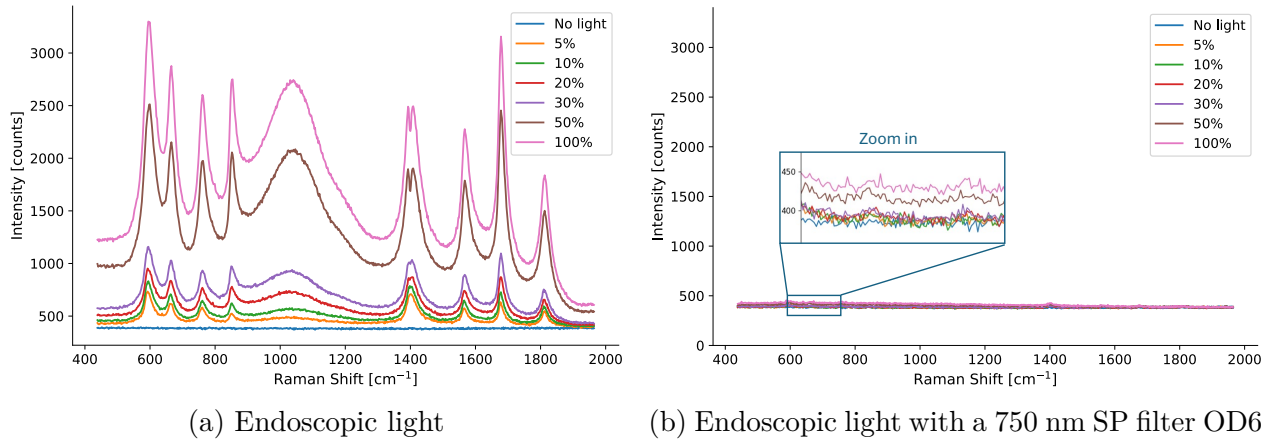 3000
2500
2000
1500
1000
500
Intensity [counts]
400 600 800 1000 1200 1400 1600 1800 2000
Raman Shift [cm⁻¹]
No light
5%
10%
20%
30%
50%
100%
(a) Endoscopic light
3000
2500
2000
1500
1000
500
0
Intensity [counts]
400 600 800 1000 1200 1400 1600 1800 2000
Raman Shift [cm⁻¹]
No light
5%
10%
20%
30%
50%
100%
Zoom in
450
400
(b) Endoscopic light with a 750 nm SP filter OD6